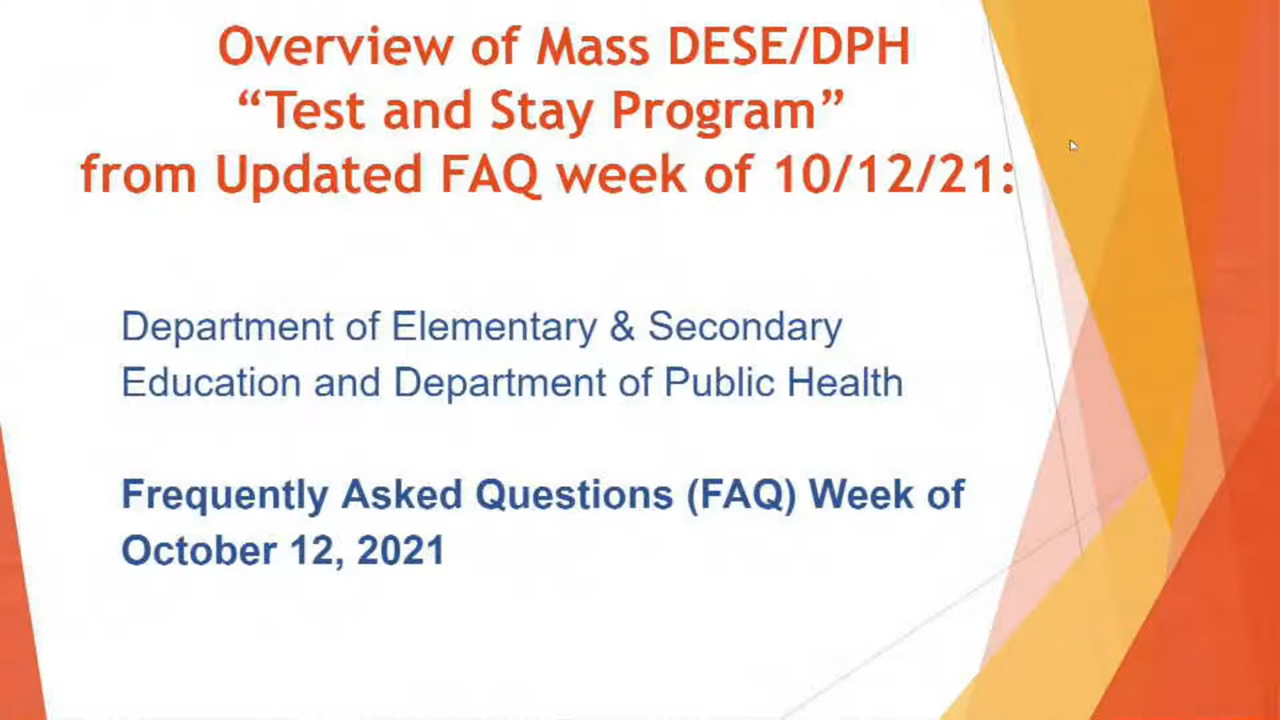 Overview of Mass DESE/DPH
“Test and Stay Program”
from Updated FAQ week of 10/12/21:
Department of Elementary & Secondary
Education and Department of Public Health
Frequently Asked Questions (FAQ) Week of
October 12, 2021